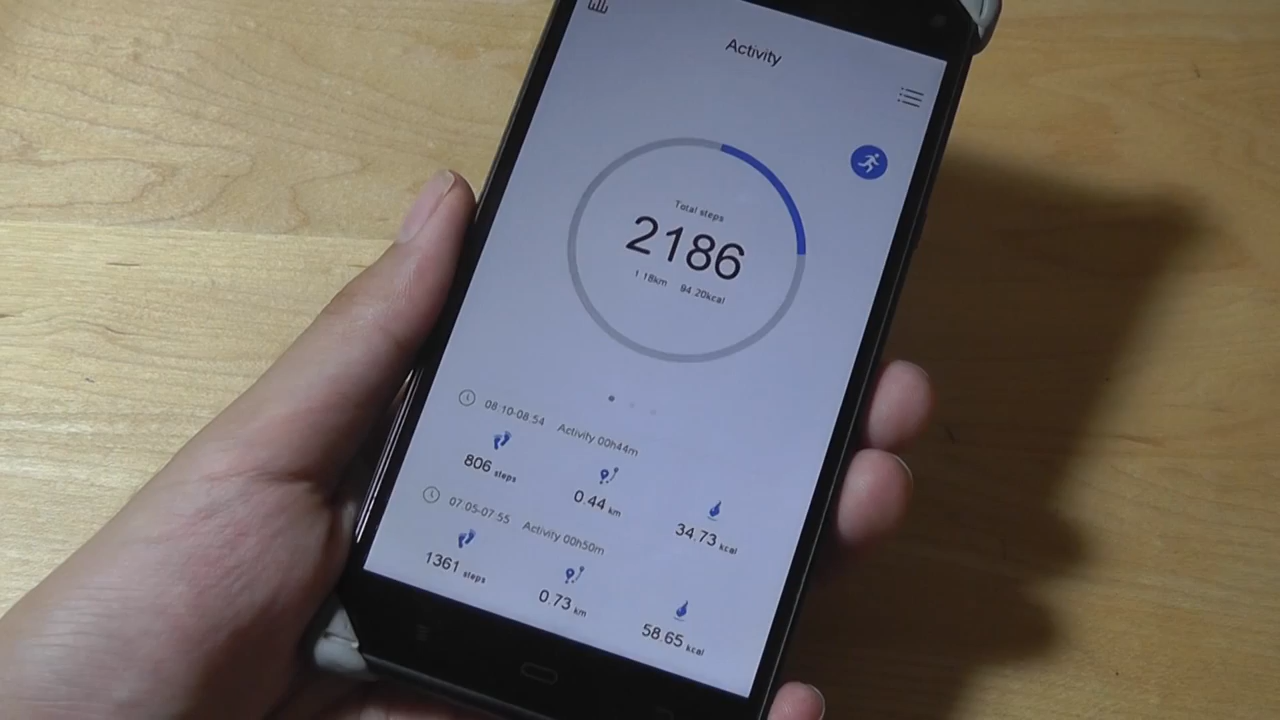 Activity
Total steps
2186
1.18km 94.20kcal
08:10-08:54 Activity 00h44m
806 steps 0.44 km 34.73 kcal
07:05-07:55 Activity 00h50m
1361 steps 0.73 km 58.65 kcal